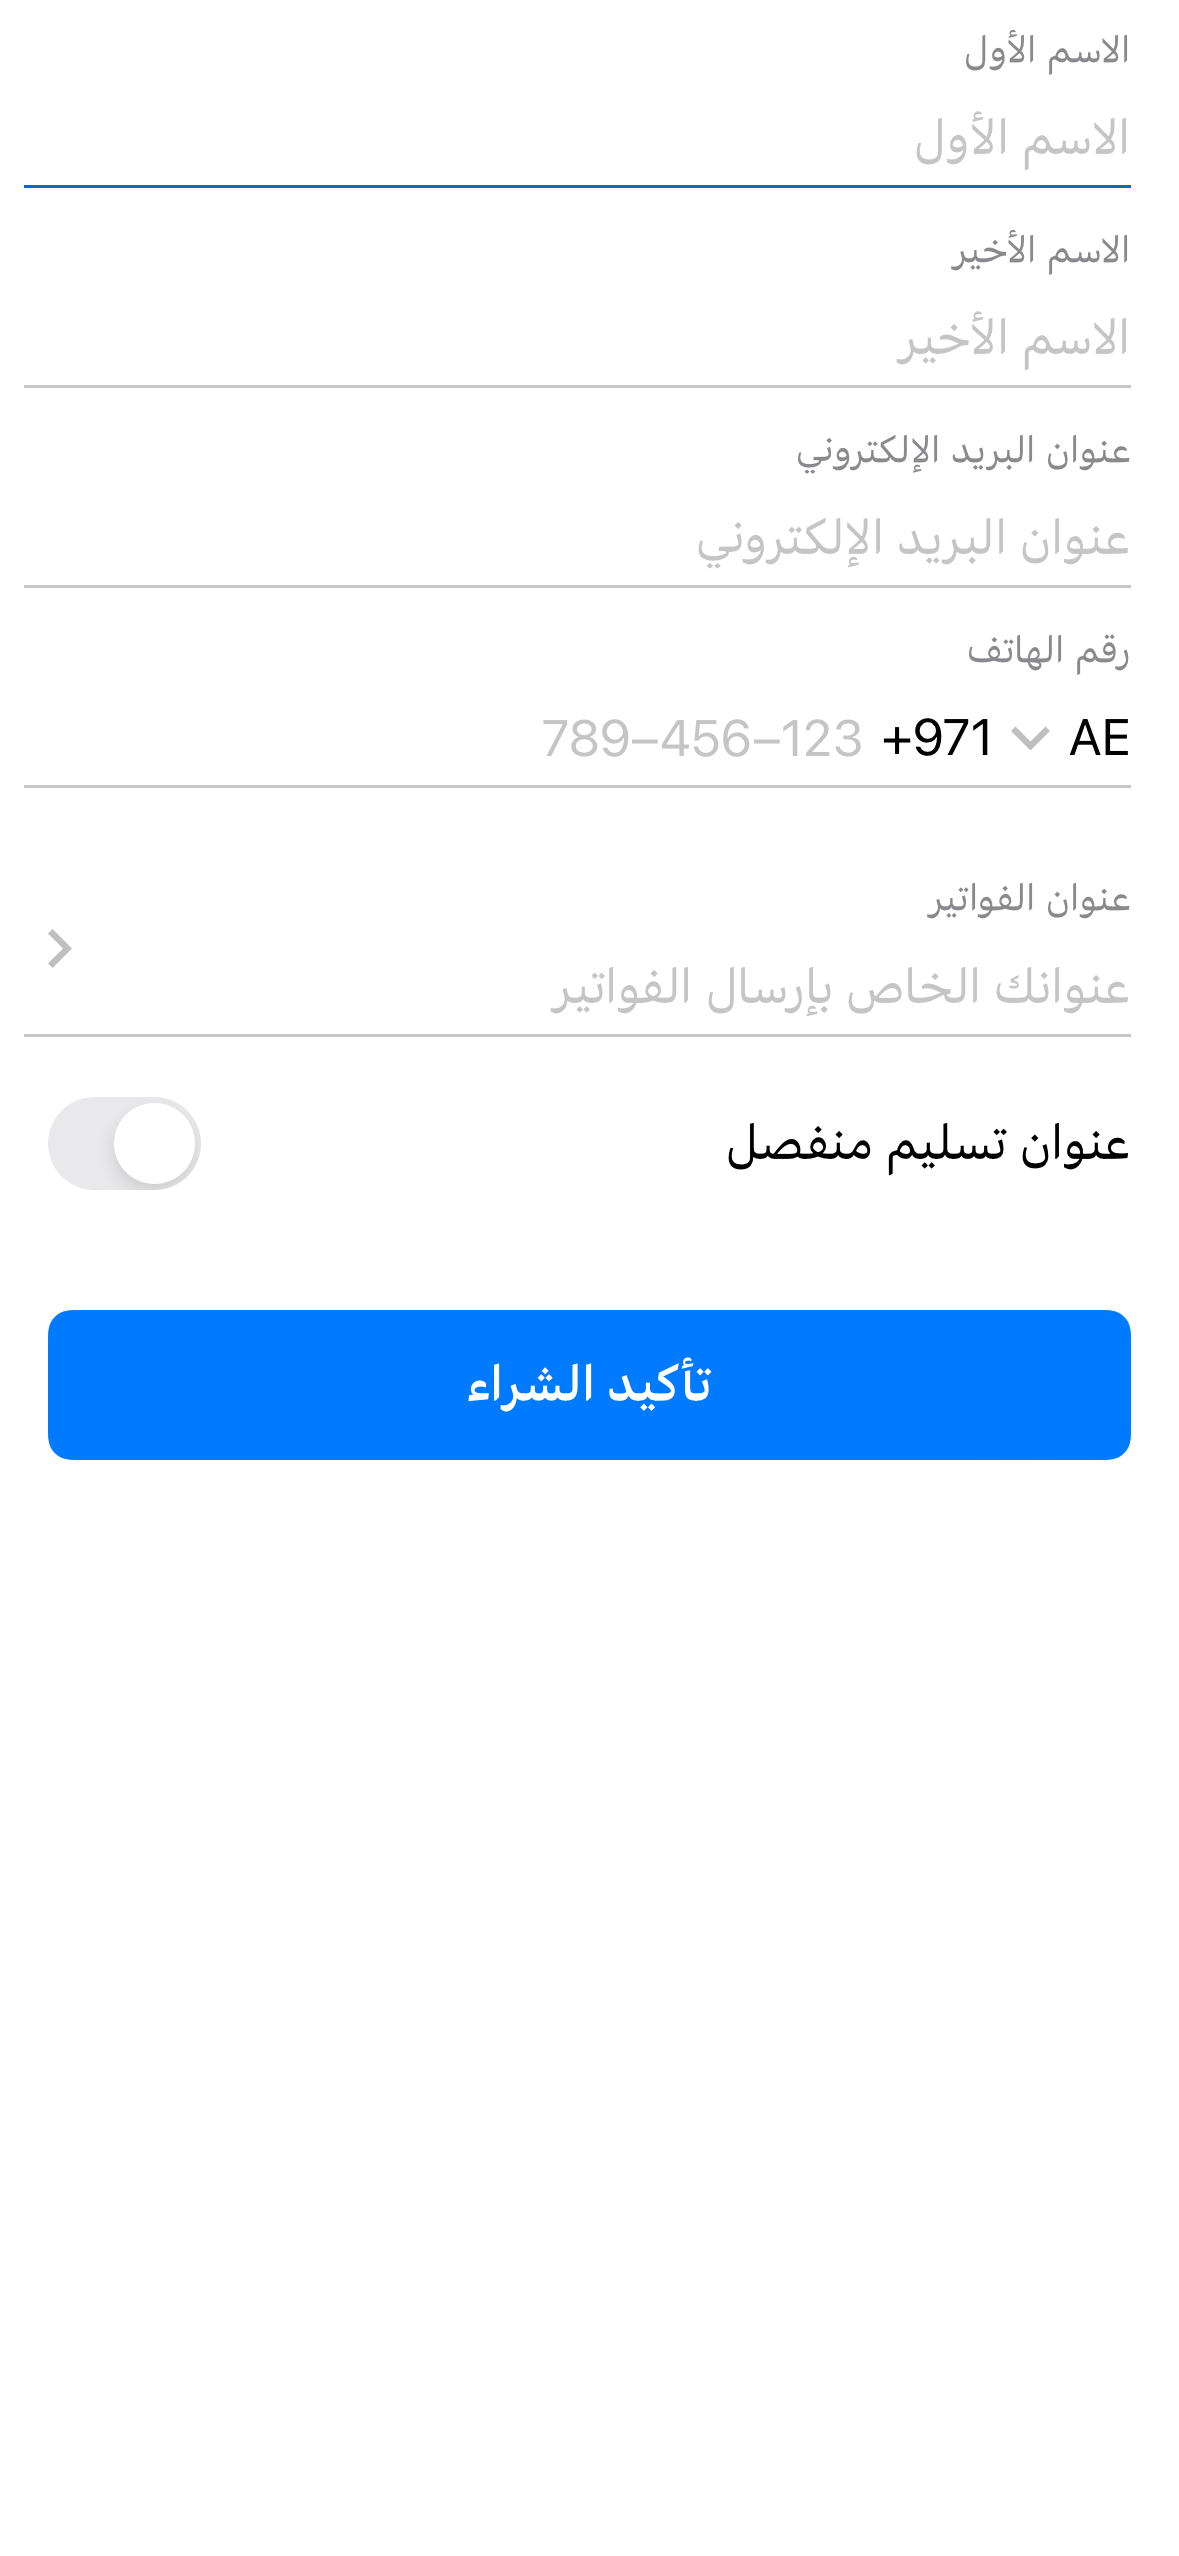 الاسم الأول
الاسم الأول
الاسم الأخير
الاسم الأخير
عنوان البريد الإلكتروني
عنوان البريد الإلكتروني
رقم الهاتف
AE +971 789-456-123
عنوان الفواتير
عنوانك الخاص بإرسال الفواتير
عنوان تسليم منفصل
تأكيد الشراء